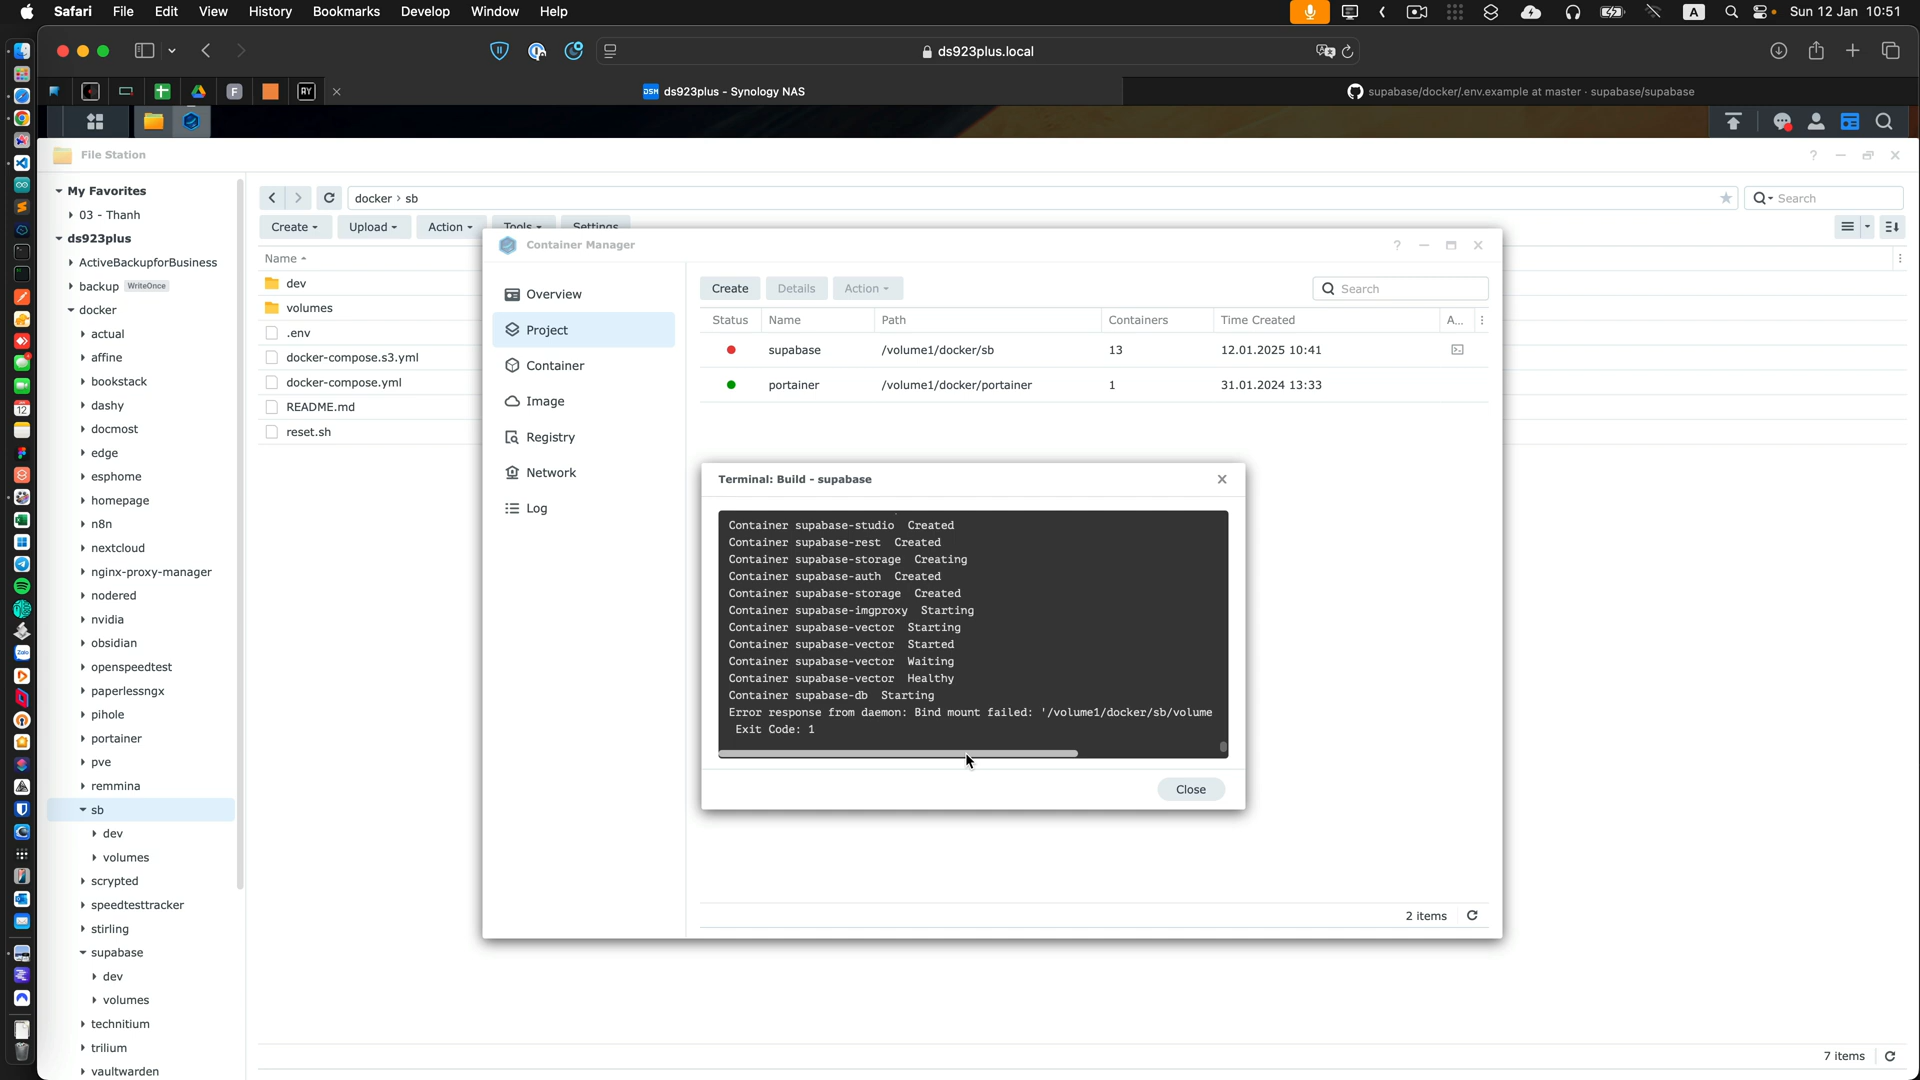 Safari File Edit View History Bookmarks Develop Window Help
A
Sun 12 Jan 10:51
ds923plus.local
F
RY
DSM ds923plus - Synology NAS
supabase/docker/.env.example at master · supabase/supabase
File Station
?
My Favorites
03 - Thanh
ds923plus
ActiveBackupforBusiness
backup WriteOnce
docker
actual
affine
bookstack
dashy
docmost
edge
esphome
homepage
n8n
nextcloud
nginx-proxy-manager
nodered
nvidia
obsidian
openspeedtest
paperlessngx
pihole
portainer
pve
remmina
sb
dev
volumes
scrypted
speedtesttracker
stirling
supabase
dev
volumes
technitium
trilium
vaultwarden
docker › sb
Search
Create Upload Action Tools Settings
Name
dev
volumes
.env
docker-compose.s3.yml
docker-compose.yml
README.md
reset.sh
7 items
Container Manager
?
Overview
Project
Container
Image
Registry
Network
Log
Create Details Action
Search
Status Name Path Containers Time Created A...
supabase /volume1/docker/sb 13 12.01.2025 10:41
portainer /volume1/docker/portainer 1 31.01.2024 13:33
2 items
Terminal: Build - supabase
Container supabase-studio Created
Container supabase-rest Created
Container supabase-storage Creating
Container supabase-auth Created
Container supabase-storage Created
Container supabase-imgproxy Starting
Container supabase-vector Starting
Container supabase-vector Started
Container supabase-vector Waiting
Container supabase-vector Healthy
Container supabase-db Starting
Error response from daemon: Bind mount failed: '/volume1/docker/sb/volume
Exit Code: 1
Close
12
Zalo